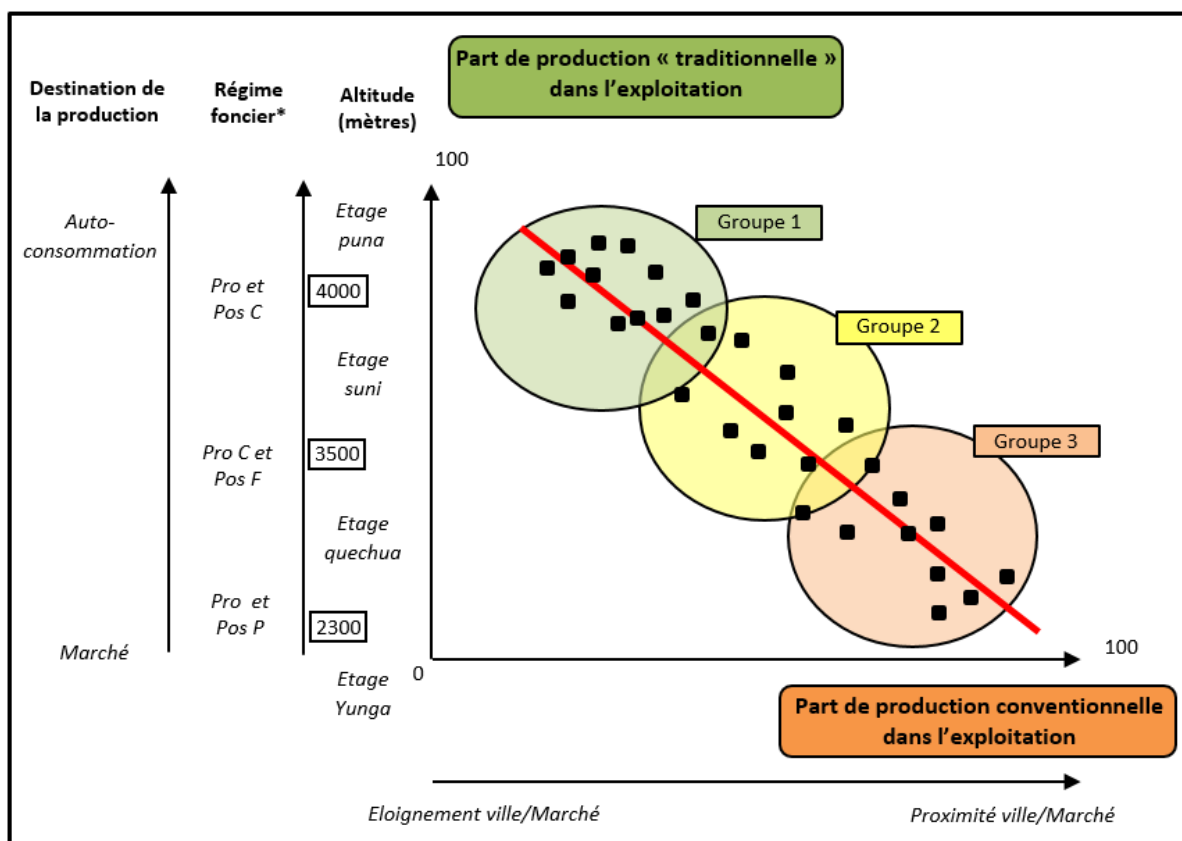 Part de production « traditionnelle »
dans l’exploitation
Destination de
la production
Régime
foncier*
Altitude
(mètres)
100
Auto-
consommation
Etage
puna
Groupe 1
Pro et
Pos C
4000
Groupe 2
Etage
suni
Groupe 3
Pro C et
Pos F
3500
Etage
quechua
Pro et
Pos P
2300
Marché
0
100
Etage
Yunga
Part de production conventionnelle
dans l’exploitation
Eloignement ville/Marché
Proximité ville/Marché